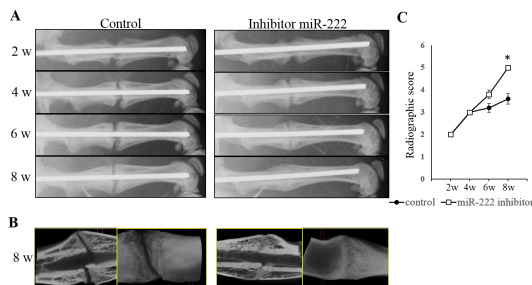 A
Control
Inhibitor miR-222
2 w
4 w
6 w
8 w
B
8 w
C
Radiographic score
6
5
4
3
2
1
0
*
2w 4w 6w 8w
control
miR-222 inhibitor